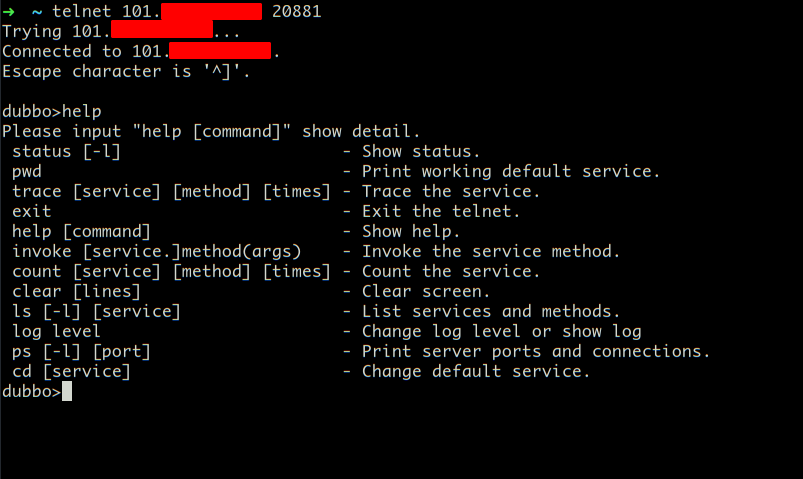 ➜  ~ telnet 101. 20881
Trying 101. ...
Connected to 101. .
Escape character is '^]'.
dubbo>help
Please input "help [command]" show detail.
 status [-l]                      - Show status.
 pwd                              - Print working default service.
 trace [service] [method] [times] - Trace the service.
 exit                             - Exit the telnet.
 help [command]                   - Show help.
 invoke [service.]method(args)    - Invoke the service method.
 count [service] [method] [times] - Count the service.
 clear [lines]                    - Clear screen.
 ls [-l] [service]                - List services and methods.
 log level                        - Change log level or show log
 ps [-l] [port]                   - Print server ports and connections.
 cd [service]                     - Change default service.
dubbo>